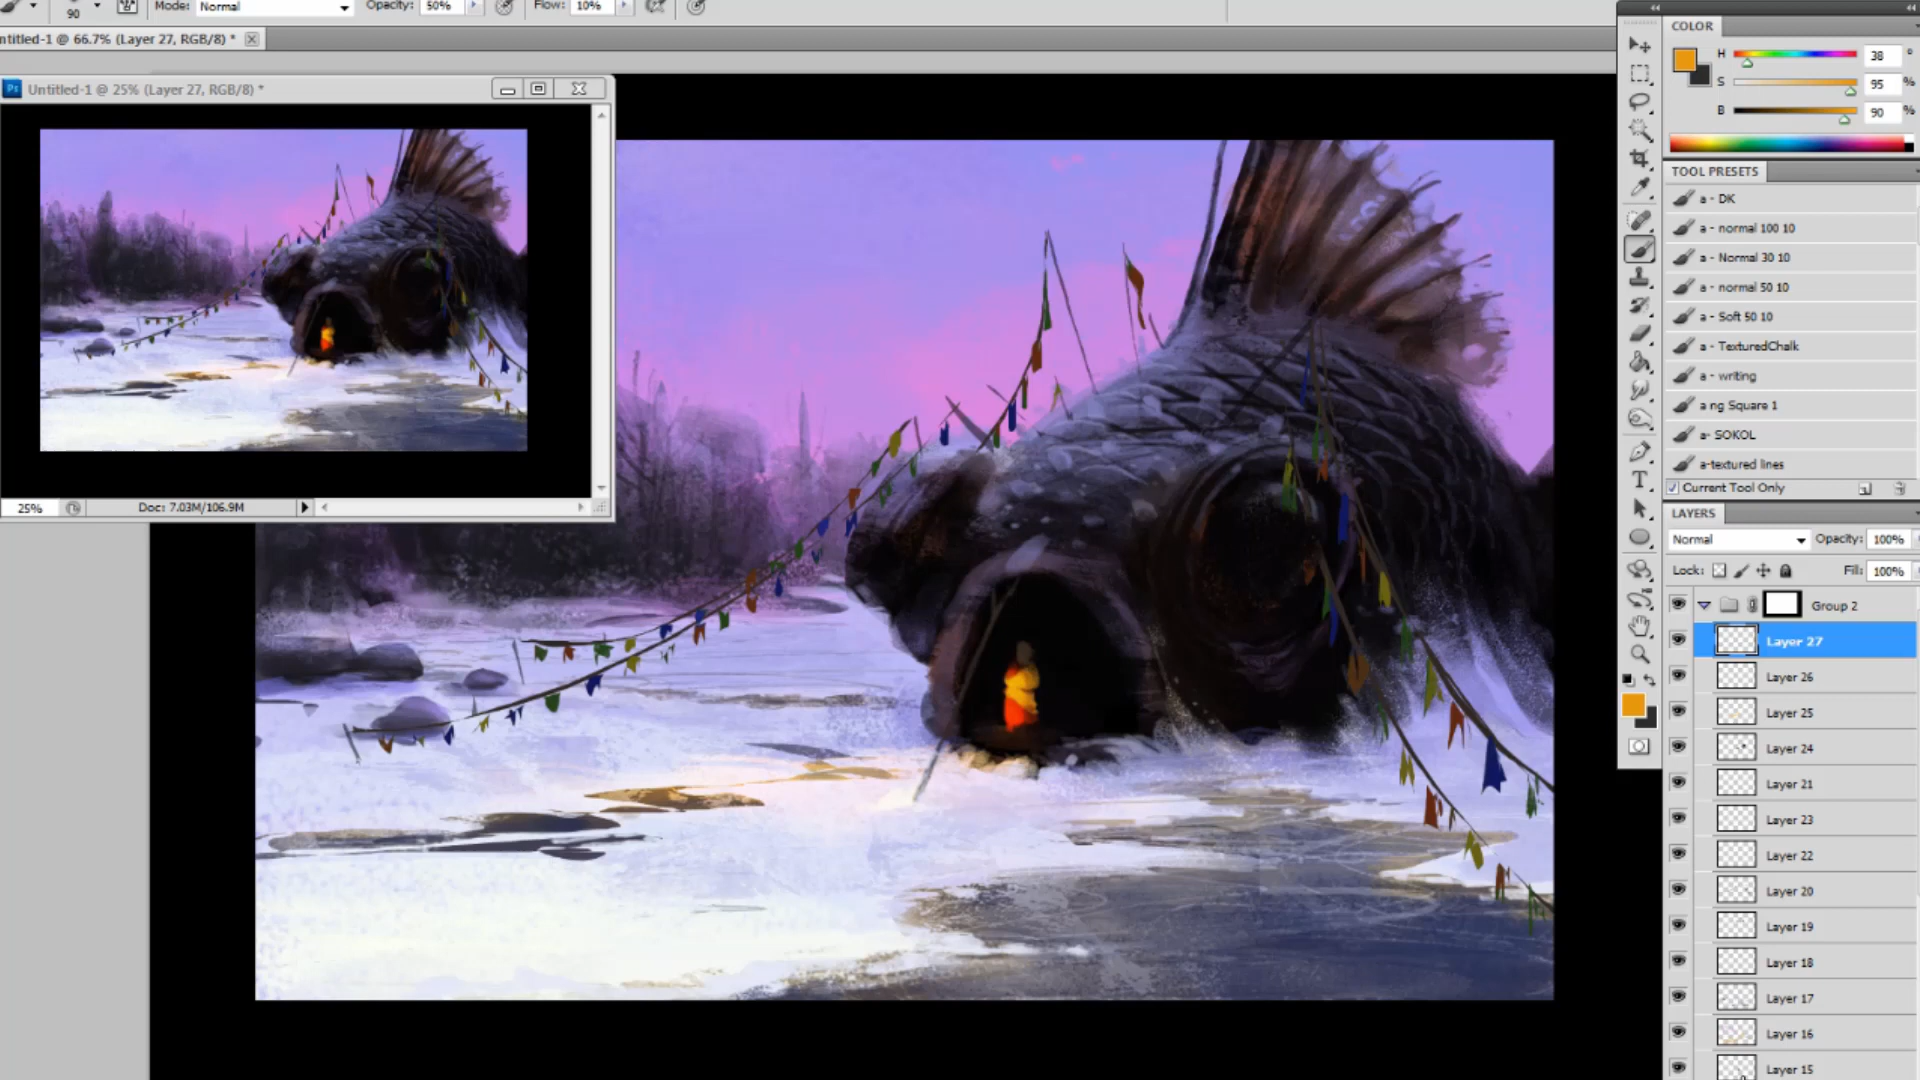 90
Mode: Normal
Opacity: 50%
Flow: 10%
ntitled-1 @ 66.7% (Layer 27, RGB/8) *
Ps Untitled-1 @ 25% (Layer 27, RGB/8) *
25%
Doc: 7.03M/106.9M
COLOR
H 38 °
S 95 %
B 90 %
TOOL PRESETS
a - DK
a - normal 100 10
a - Normal 30 10
a - normal 50 10
a - Soft 50 10
a - TexturedChalk
a - writing
a ng Square 1
a- SOKOL
a-textured lines
Current Tool Only
LAYERS
Normal
Opacity: 100%
Lock:
Fill: 100%
Group 2
Layer 27
Layer 26
Layer 25
Layer 24
Layer 21
Layer 23
Layer 22
Layer 20
Layer 19
Layer 18
Layer 17
Layer 16
Layer 15